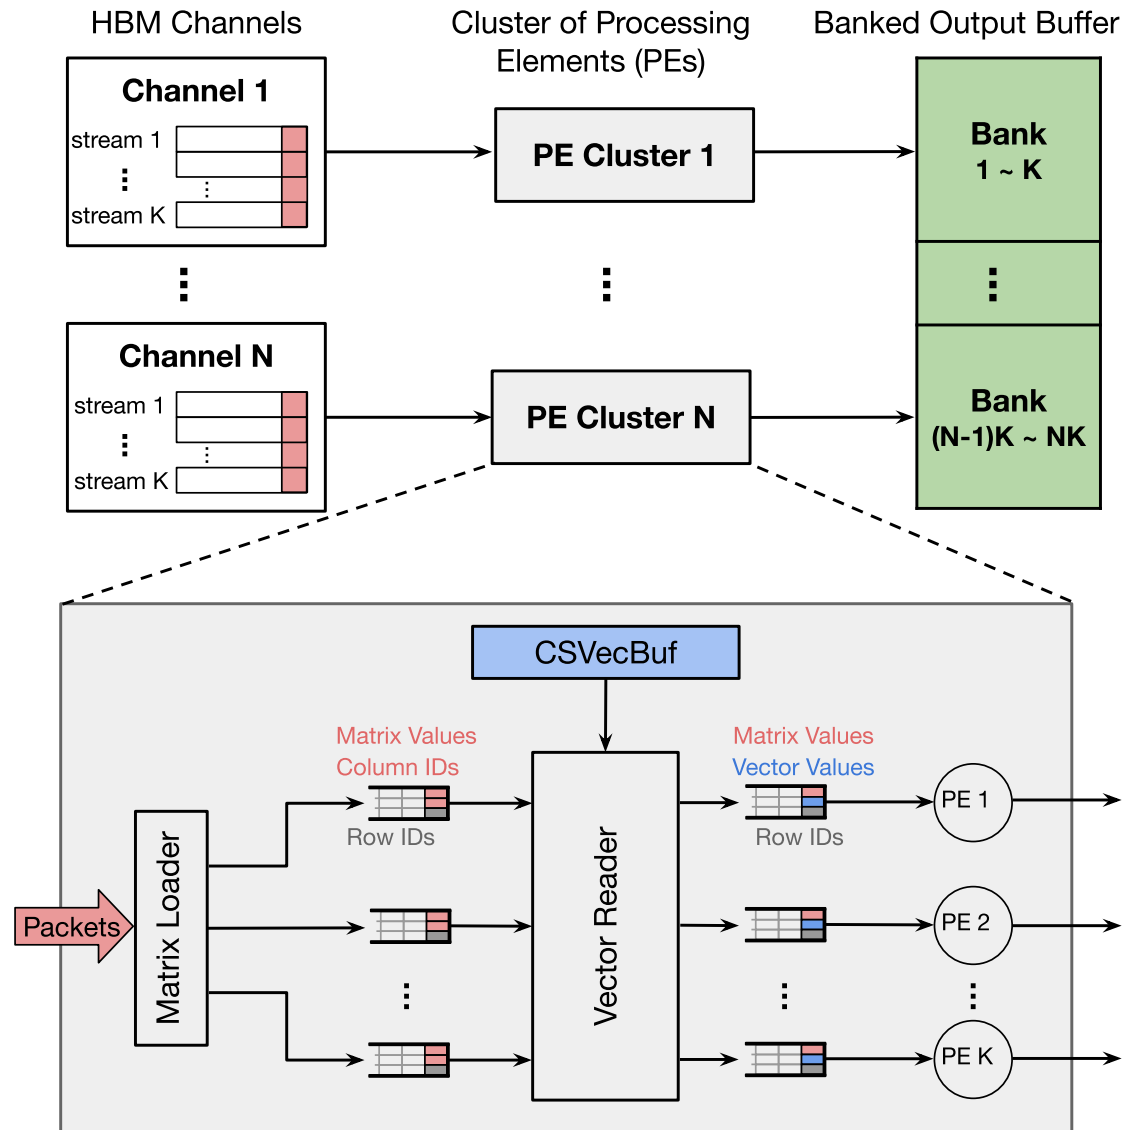 HBM Channels
Cluster of Processing
Elements (PEs)
Banked Output Buffer
Channel 1
stream 1
stream K
PE Cluster 1
Bank
1 ~ K
Channel N
stream 1
stream K
PE Cluster N
Bank
(N-1)K ~ NK
CSVecBuf
Matrix Values
Column IDs
Row IDs
Matrix Values
Vector Values
Row IDs
Packets
Matrix Loader
Vector Reader
PE 1
PE 2
PE K